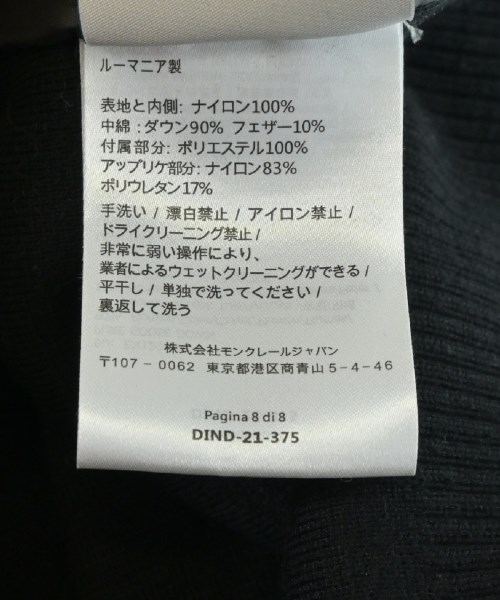 ルーマニア製
表地と内側: ナイロン100%
中綿 :ダウン90% フェザー10%
付属部分: ポリエステル100%
アップリケ部分: ナイロン83%
ポリウレタン17%
手洗い / 漂白禁止 / アイロン禁止 /
ドライクリーニング禁止 /
非常に弱い操作により、
業者によるウェットクリーニングができる /
平干し / 単独で洗ってください /
裏返して洗う
株式会社モンクレールジャパン
〒107 - 0062 東京都港区商青山5 - 4 - 46
Pagina 8 di 8
DIND-21-375